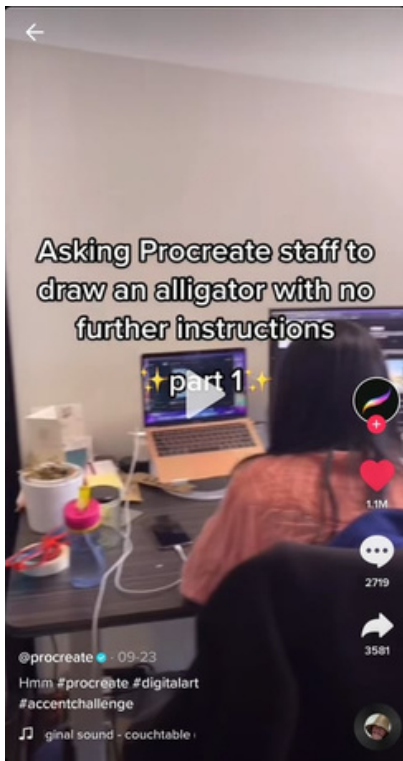 Asking Procreate staff to
draw an alligator with no
further instructions
✨part 1✨
1.1M
2719
3581
@procreate · 09-23
Hmm #procreate #digitalart
#accentchallenge
ginal sound - couchtable